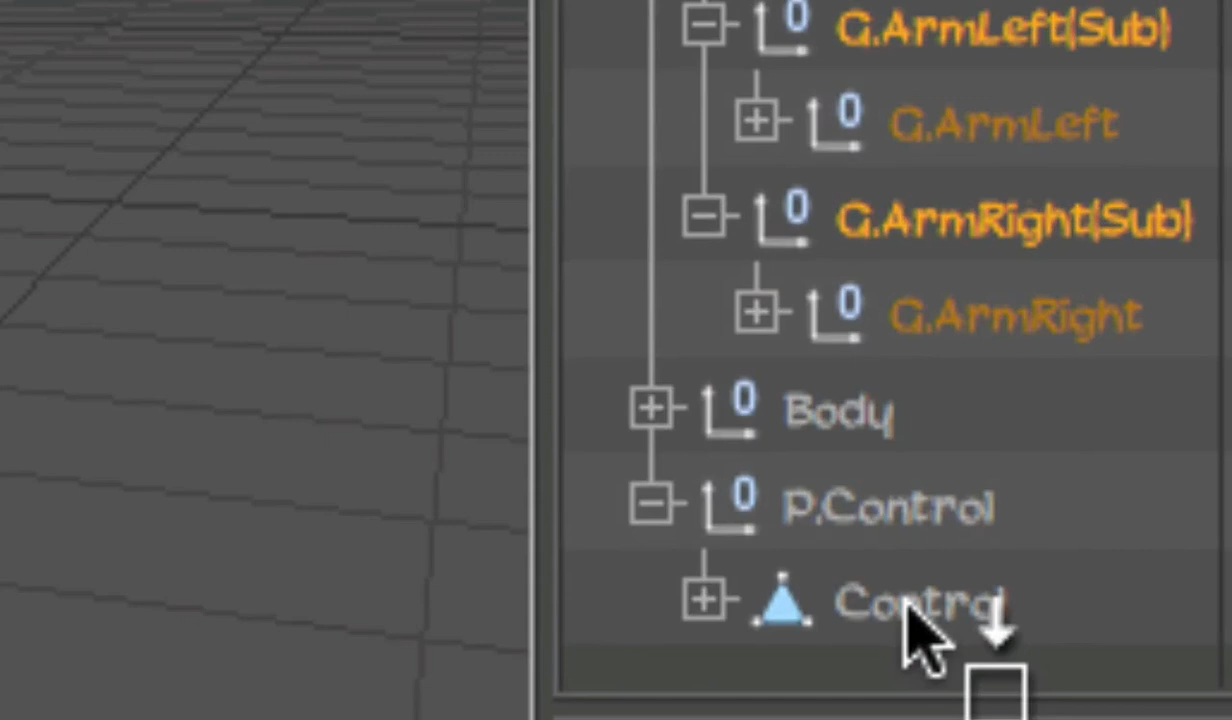 0 G.ArmLeft(Sub)
0 G.ArmLeft
0 G.ArmRight(Sub)
0 G.ArmRight
0 Body
0 P.Control
Control